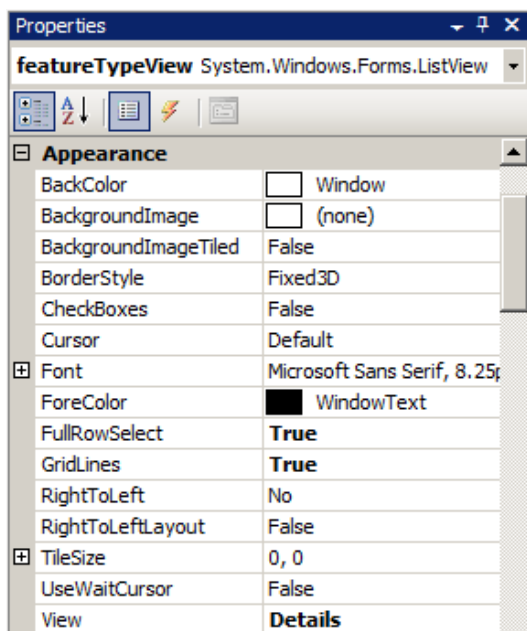 Properties
featureTypeView System.Windows.Forms.ListView
Appearance
BackColor Window
BackgroundImage (none)
BackgroundImageTiled False
BorderStyle Fixed3D
CheckBoxes False
Cursor Default
Font Microsoft Sans Serif, 8.25p
ForeColor WindowText
FullRowSelect True
GridLines True
RightToLeft No
RightToLeftLayout False
TileSize 0, 0
UseWaitCursor False
View Details